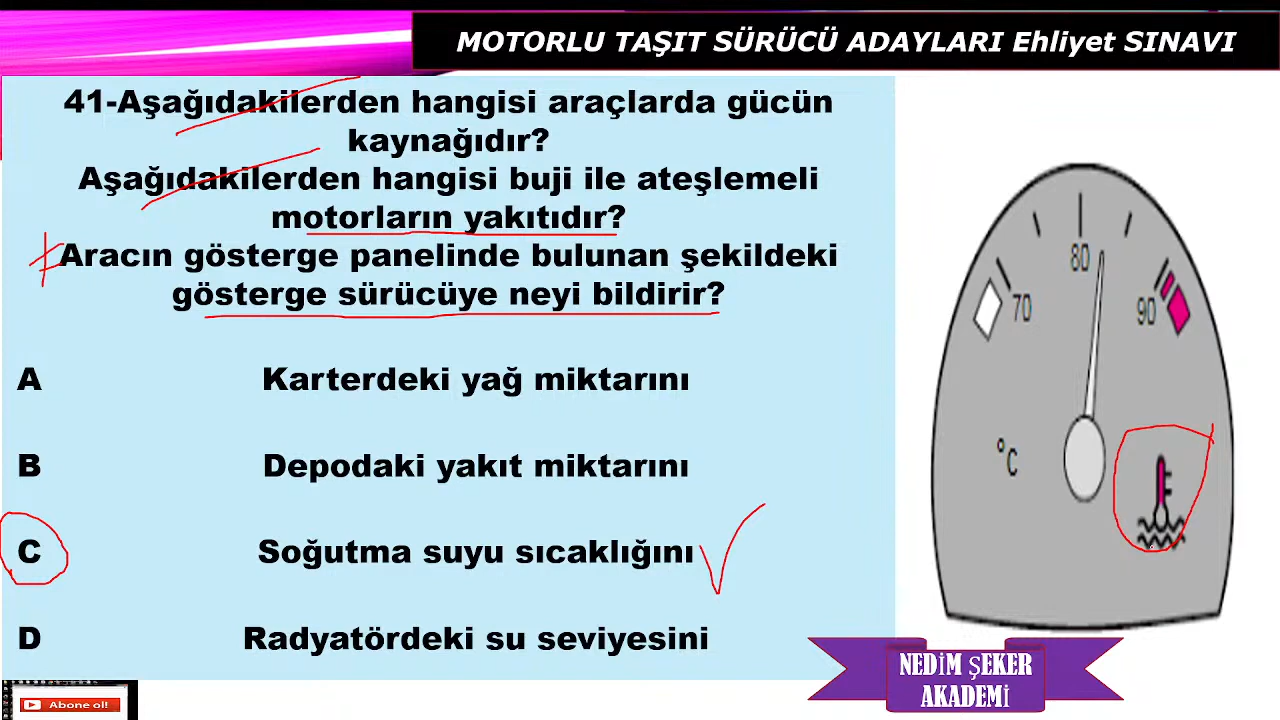 MOTORLU TAŞIT SÜRÜCÜ ADAYLARI Ehliyet SINAVI
41-Aşağıdakilerden hangisi araçlarda gücün
kaynağıdır?
Aşağıdakilerden hangisi buji ile ateşlemeli
motorların yakıtıdır?
Aracın gösterge panelinde bulunan şekildeki
gösterge sürücüye neyi bildirir?
A Karterdeki yağ miktarını
B Depodaki yakıt miktarını
C Soğutma suyu sıcaklığını
D Radyatördeki su seviyesini
70
80
90
°C
NEDİM ŞEKER
AKADEMİ
Abone ol!